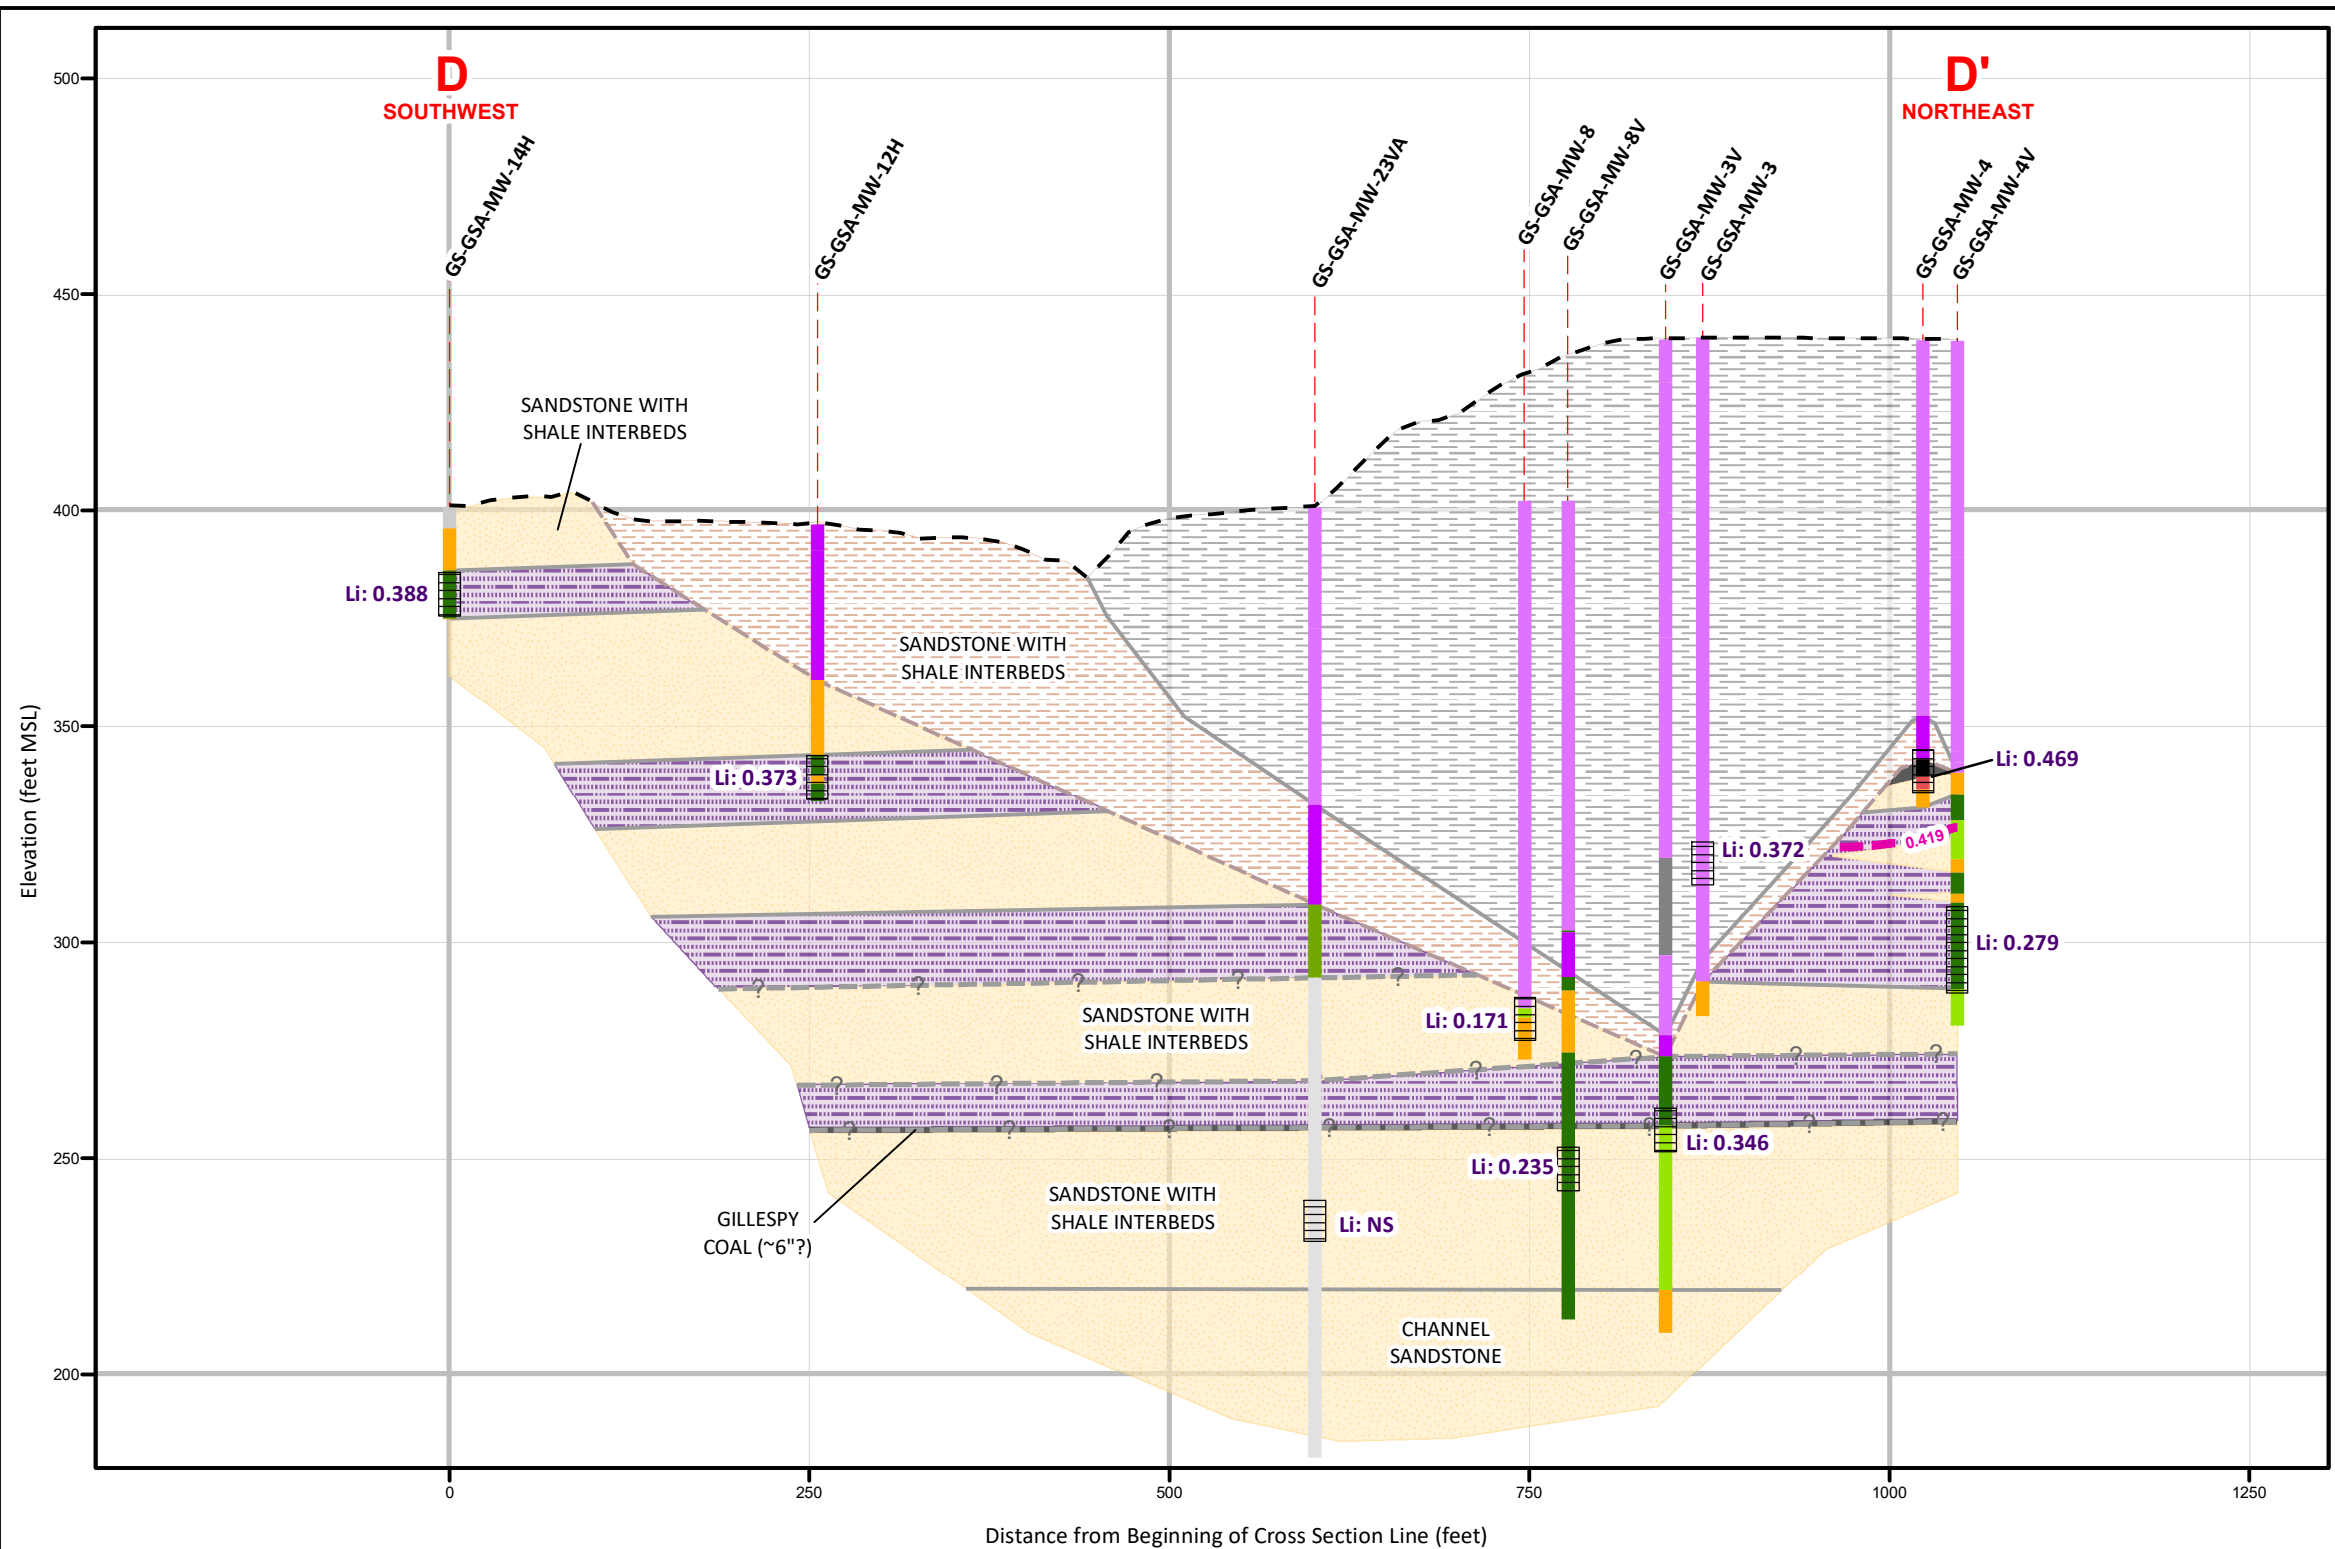 D
SOUTHWEST
D'
NORTHEAST
GS-GSA-MW-14H
GS-GSA-MW-12H
GS-GSA-MW-23VA
GS-GSA-MW-8
GS-GSA-MW-8V
GS-GSA-MW-3V
GS-GSA-MW-3
GS-GSA-MW-4
GS-GSA-MW-4V
500
450
400
350
300
250
200
Elevation (feet MSL)
SANDSTONE WITH
SHALE INTERBEDS
Li: 0.388
SANDSTONE WITH
SHALE INTERBEDS
Li: 0.373
Li: 0.469
0.419
Li: 0.372
Li: 0.279
? ? ? ? ?
SANDSTONE WITH
SHALE INTERBEDS
Li: 0.171
? ? ? ? ? ? ?
? ? ? ? ? ? ? ?
Li: 0.346
Li: 0.235
SANDSTONE WITH
SHALE INTERBEDS
Li: NS
GILLESPY
COAL (~6"?)
CHANNEL
SANDSTONE
0
250
500
750
1000
1250
Distance from Beginning of Cross Section Line (feet)